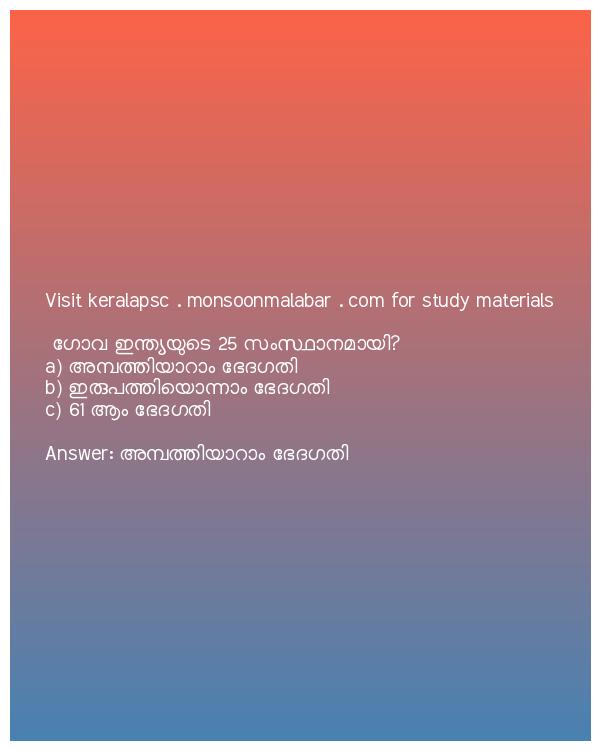 Visit keralapsc . monsoonmalabar . com for study materials
ഗോവ ഇന്ത്യയുടെ 25 സംസ്ഥാനമായി?
a) അമ്പത്തിയാറാം ഭേദഗതി
b) ഇരുപത്തിയൊന്നാം ഭേദഗതി
c) 61 ആം ഭേദഗതി
Answer: അമ്പത്തിയാറാം ഭേദഗതി